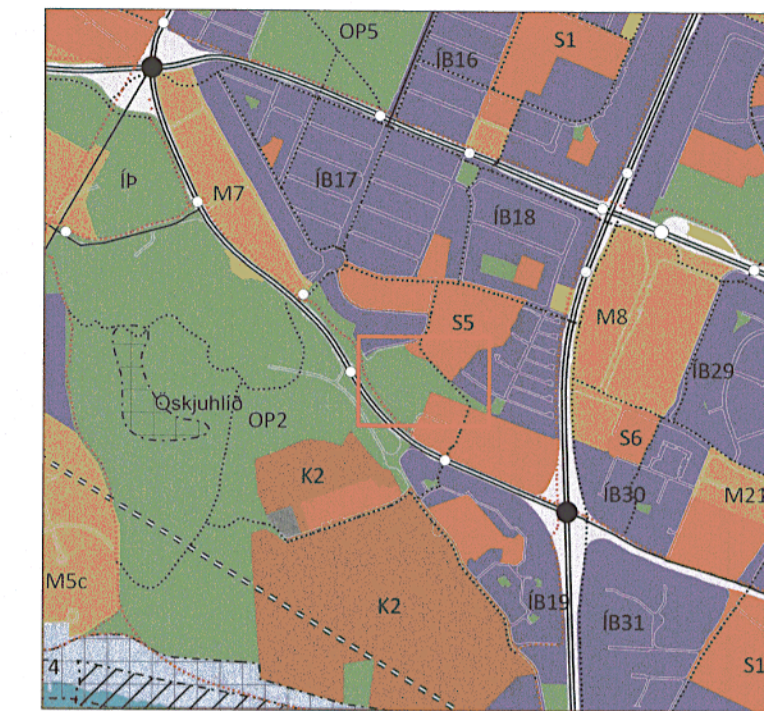 OP5
S1
ÍB16
ÍÞ
M7
ÍB17
ÍB18
S5
M8
ÍB29
Öskjuhlíð
OP2
S6
K2
ÍB30
M21
M5c
K2
ÍB19
ÍB31
4
S1